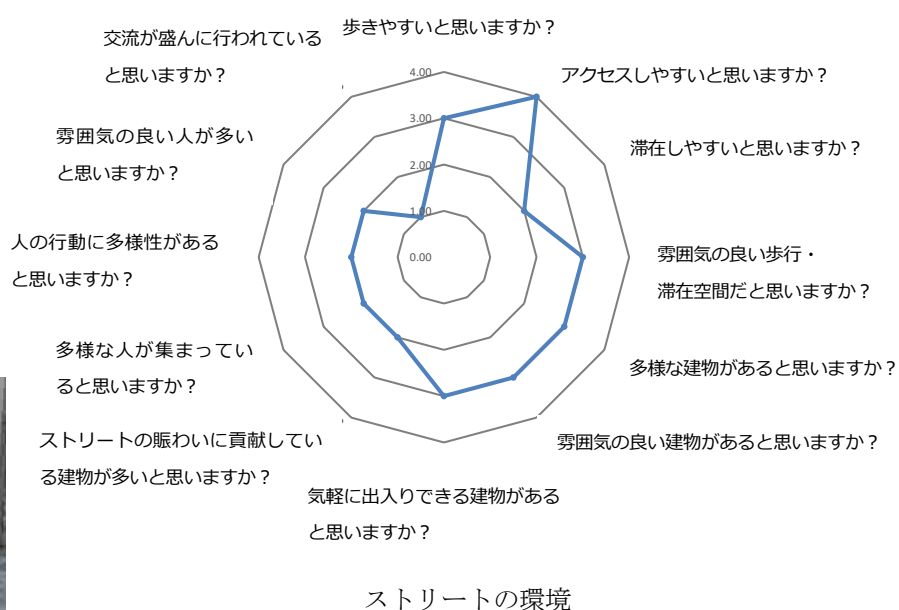 歩きやすいと思いますか？
アクセスしやすいと思いますか？
滞在しやすいと思いますか？
雰囲気の良い歩行・
滞在空間だと思いますか？
多様な建物があると思いますか？
雰囲気の良い建物があると思いますか？
気軽に出入りできる建物がある
と思いますか？
ストリートの賑わいに貢献してい
る建物が多いと思いますか？
多様な人が集まってい
ると思いますか？
人の行動に多様性がある
と思いますか？
雰囲気の良い人が多い
と思いますか？
交流が盛んに行われている
と思いますか？
4.00
3.00
2.00
1.00
0.00
ストリートの環境